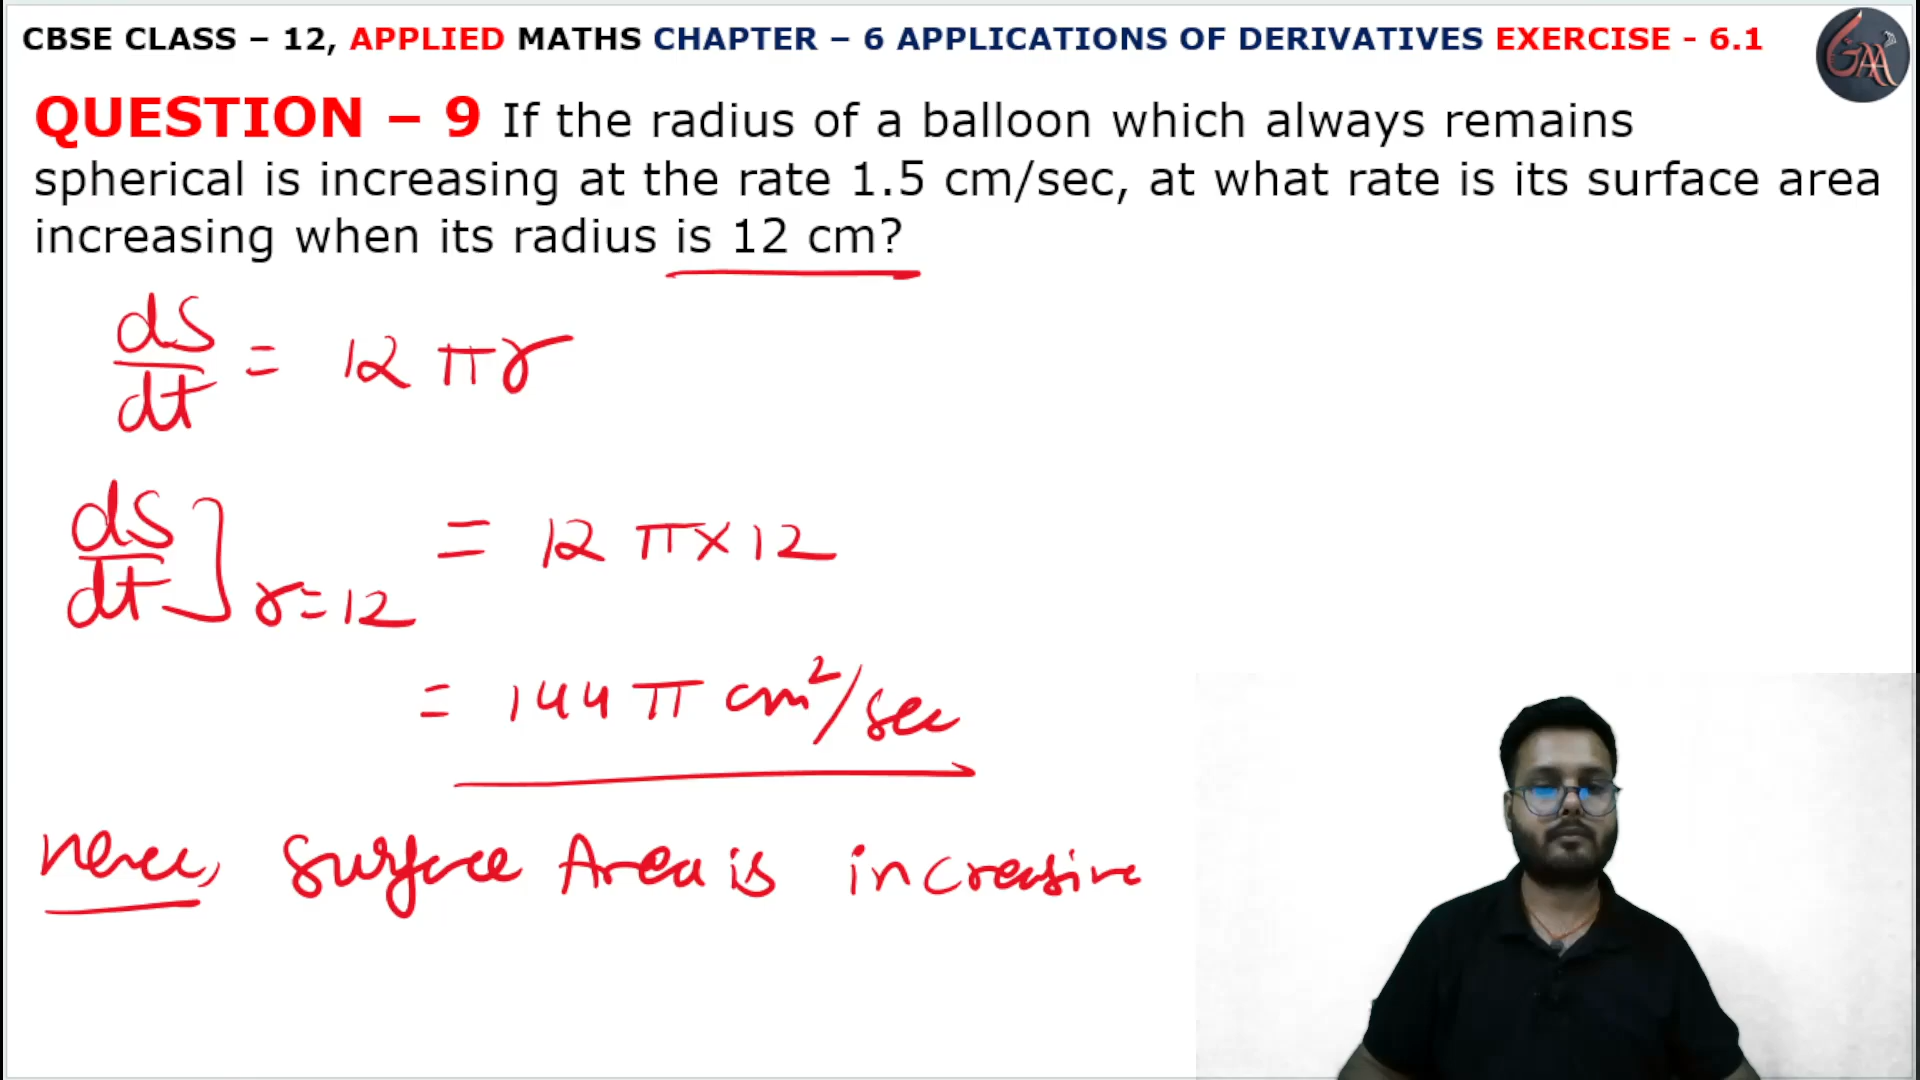 CBSE CLASS – 12, APPLIED MATHS CHAPTER – 6 APPLICATIONS OF DERIVATIVES EXERCISE - 6.1
QUESTION – 9 If the radius of a balloon which always remains
spherical is increasing at the rate 1.5 cm/sec, at what rate is its surface area
increasing when its radius is 12 cm?
dS/dt = 12 πr
dS/dt]r=12 = 12 π×12
= 144 π cm²/sec
Hence, Surface Area is increasing